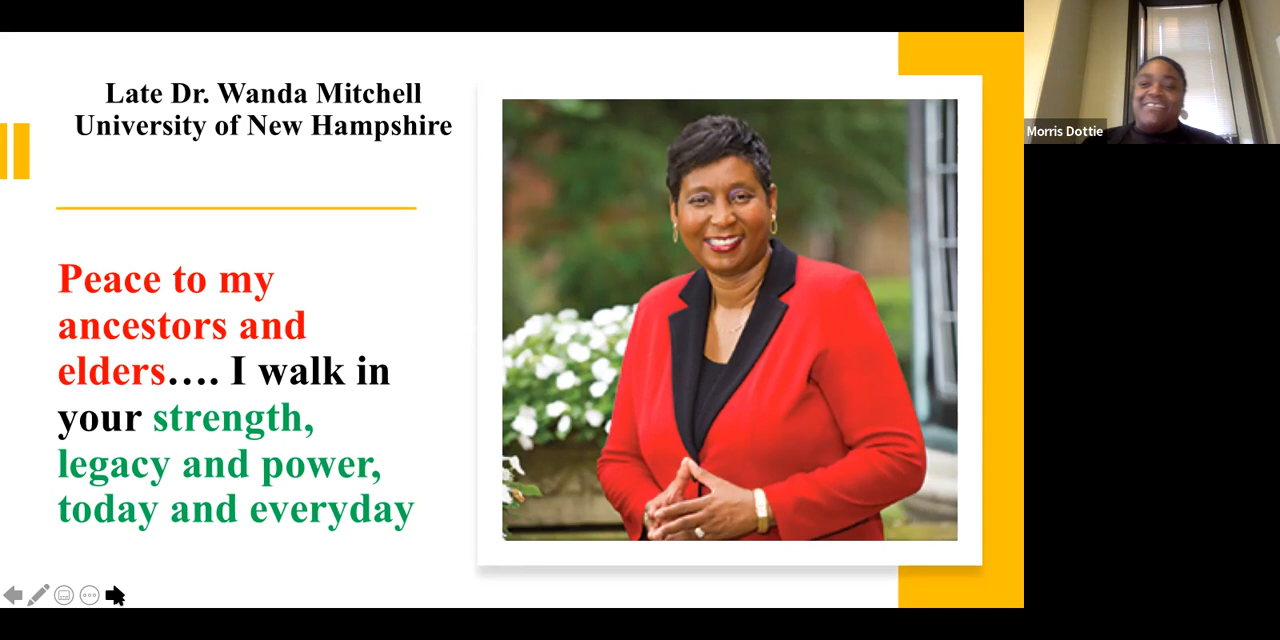 Late Dr. Wanda Mitchell
University of New Hampshire
Peace to my
ancestors and
elders…. I walk in
your strength,
legacy and power,
today and everyday
Morris Dottie